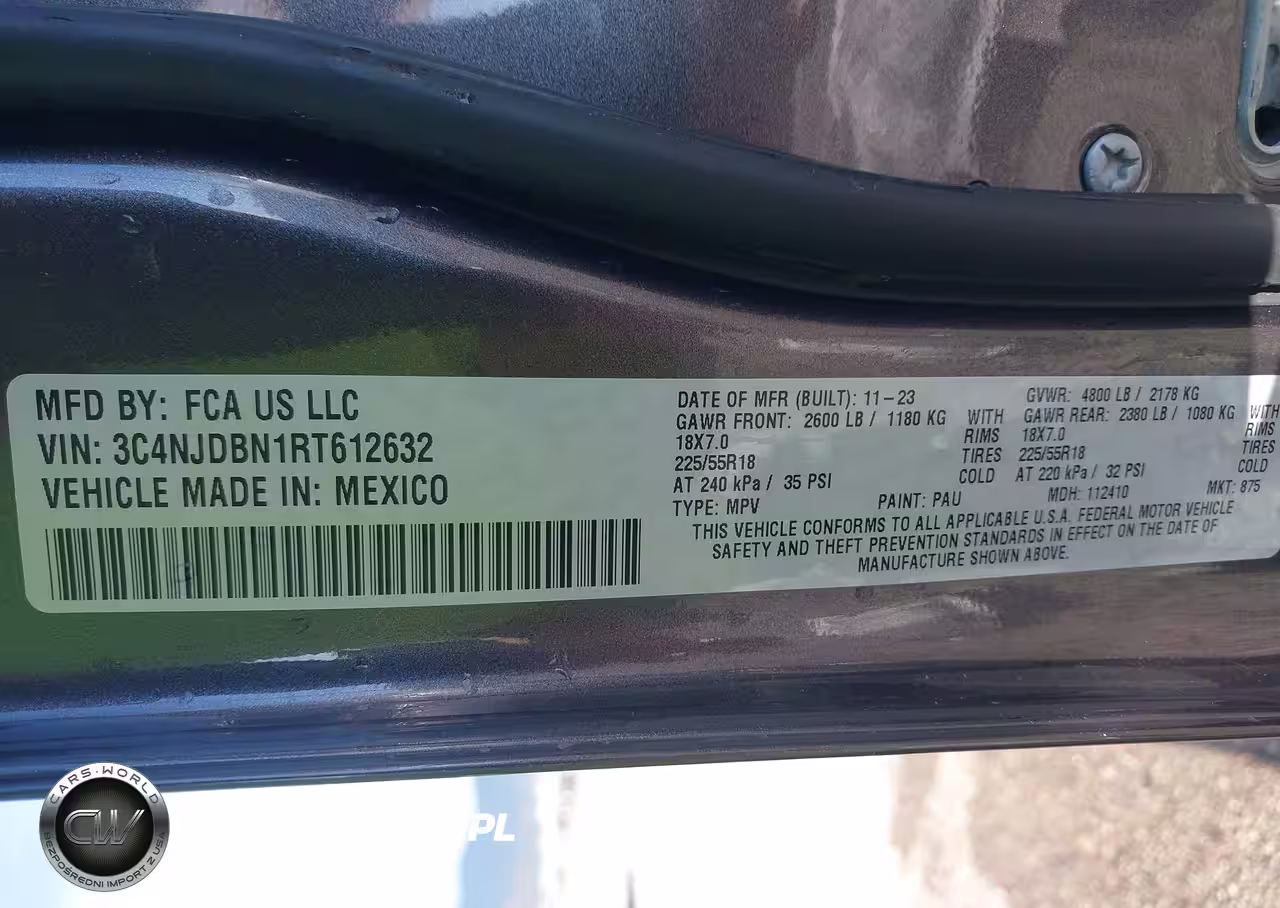 MFD BY: FCA US LLC
VIN: 3C4NJDBN1RT612632
VEHICLE MADE IN: MEXICO
DATE OF MFR (BUILT): 11-23 GVWR: 4800 LB / 2178 KG
GAWR FRONT: 2600 LB / 1180 KG WITH GAWR REAR: 2380 LB / 1080 KG WITH
18X7.0 RIMS 18X7.0 RIMS
225/55R18 TIRES 225/55R18 TIRES
AT 240 kPa / 35 PSI COLD AT 220 kPa / 32 PSI COLD
TYPE: MPV PAINT: PAU MDH: 112410 MKT: 875
THIS VEHICLE CONFORMS TO ALL APPLICABLE U.S.A. FEDERAL MOTOR VEHICLE
SAFETY AND THEFT PREVENTION STANDARDS IN EFFECT ON THE DATE OF
MANUFACTURE SHOWN ABOVE.
CARS-WORLD
CW
BEZPOŚREDNI IMPORT Z USA
.PL